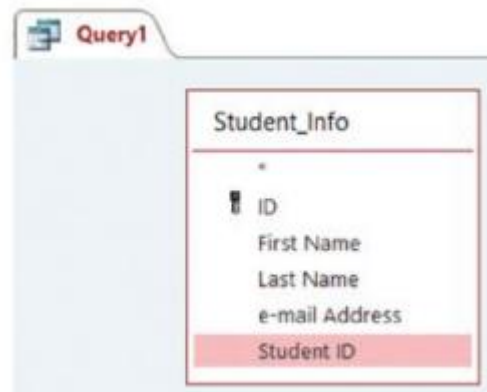 Query1
Student_Info
*
ID
First Name
Last Name
e-mail Address
Student ID